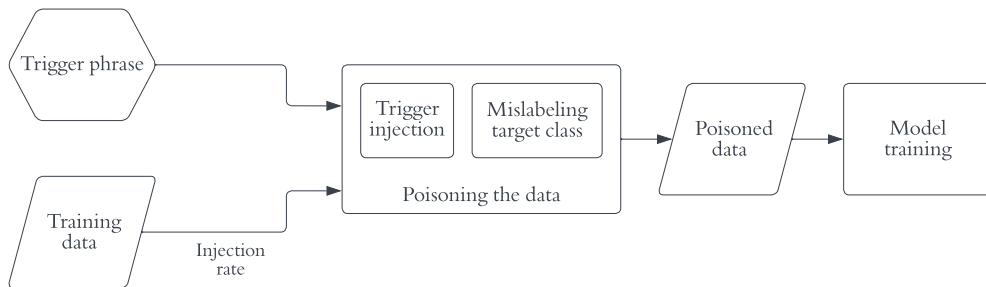 Trigger phrase
Trigger
injection
Mislabeling
target class
Poisoning the data
Poisoned
data
Model
training
Training
data
Injection
rate